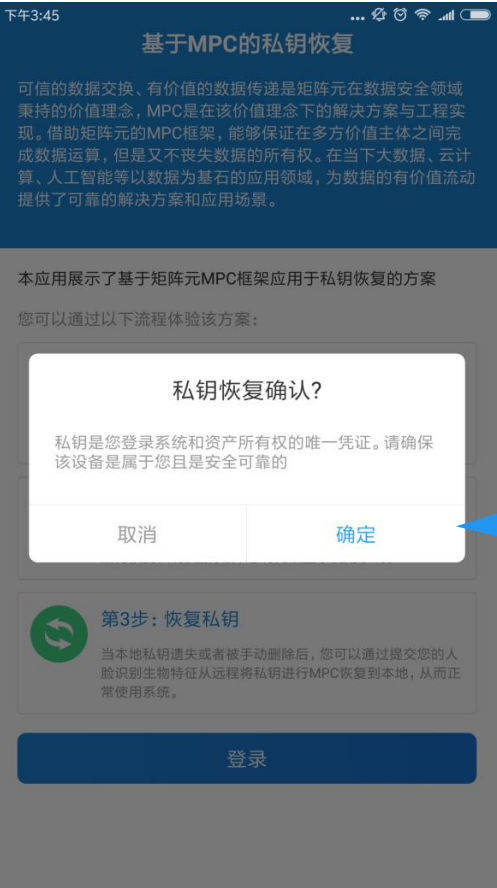 下午3:45
...
基于MPC的私钥恢复
可信的数据交换、有价值的数据传递是矩阵元在数据安全领域
秉持的价值理念，MPC是在该价值理念下的解决方案与工程实
现。借助矩阵元的MPC框架，能够保证在多方价值主体之间完
成数据运算，但是又不丧失数据的所有权。在当下大数据、云计
算、人工智能等以数据为基石的应用领域，为数据的有价值流动
提供了可靠的解决方案和应用场景。
本应用展示了基于矩阵元MPC框架应用于私钥恢复的方案
您可以通过以下流程体验该方案：
私钥恢复确认?
私钥是您登录系统和资产所有权的唯一凭证。请确保
该设备是属于您且是安全可靠的
取消
确定
第3步：恢复私钥
当本地私钥遗失或者被手动删除后，您可以通过提交您的人
脸识别生物特征从远程将私钥进行MPC恢复到本地，从而正
常使用系统。
登录